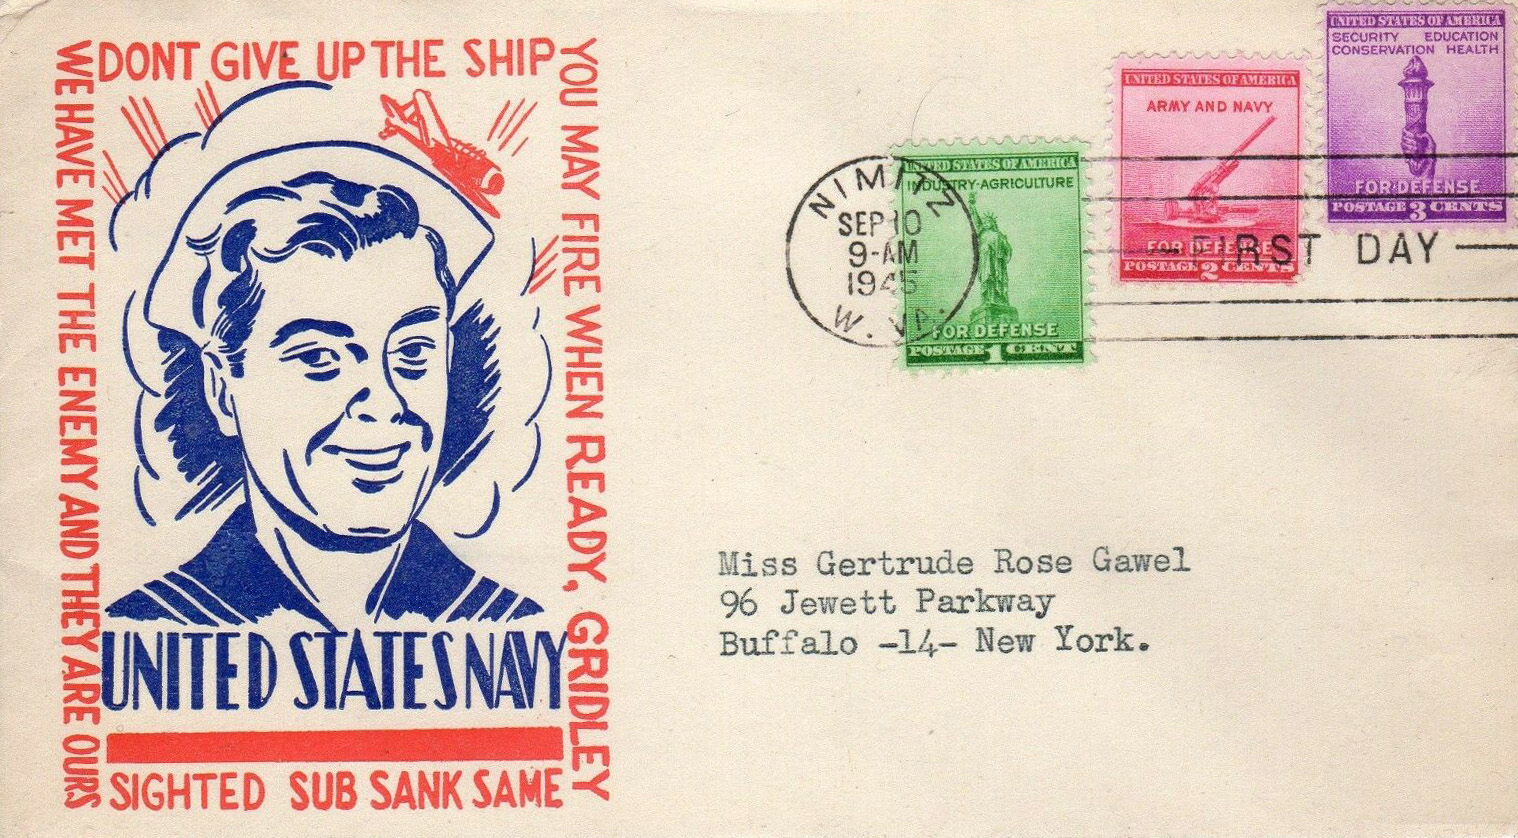 DONT GIVE UP THE SHIP
WE HAVE MET THE ENEMY AND THEY ARE OURS
YOU MAY FIRE WHEN READY, GRIDLEY
UNITED STATES NAVY
SIGHTED SUB SANK SAME
NIMITZ
SEP 10
9-AM
1945
W. VA.
FIRST DAY
UNITED STATES OF AMERICA
INDUSTRY-AGRICULTURE
FOR DEFENSE
POSTAGE 1 CENT
UNITED STATES OF AMERICA
ARMY AND NAVY
FOR DEFENSE
POSTAGE 2 CENTS
UNITED STATES OF AMERICA
SECURITY EDUCATION
CONSERVATION HEALTH
FOR DEFENSE
POSTAGE 3 CENTS
Miss Gertrude Rose Gawel
96 Jewett Parkway
Buffalo -14- New York.